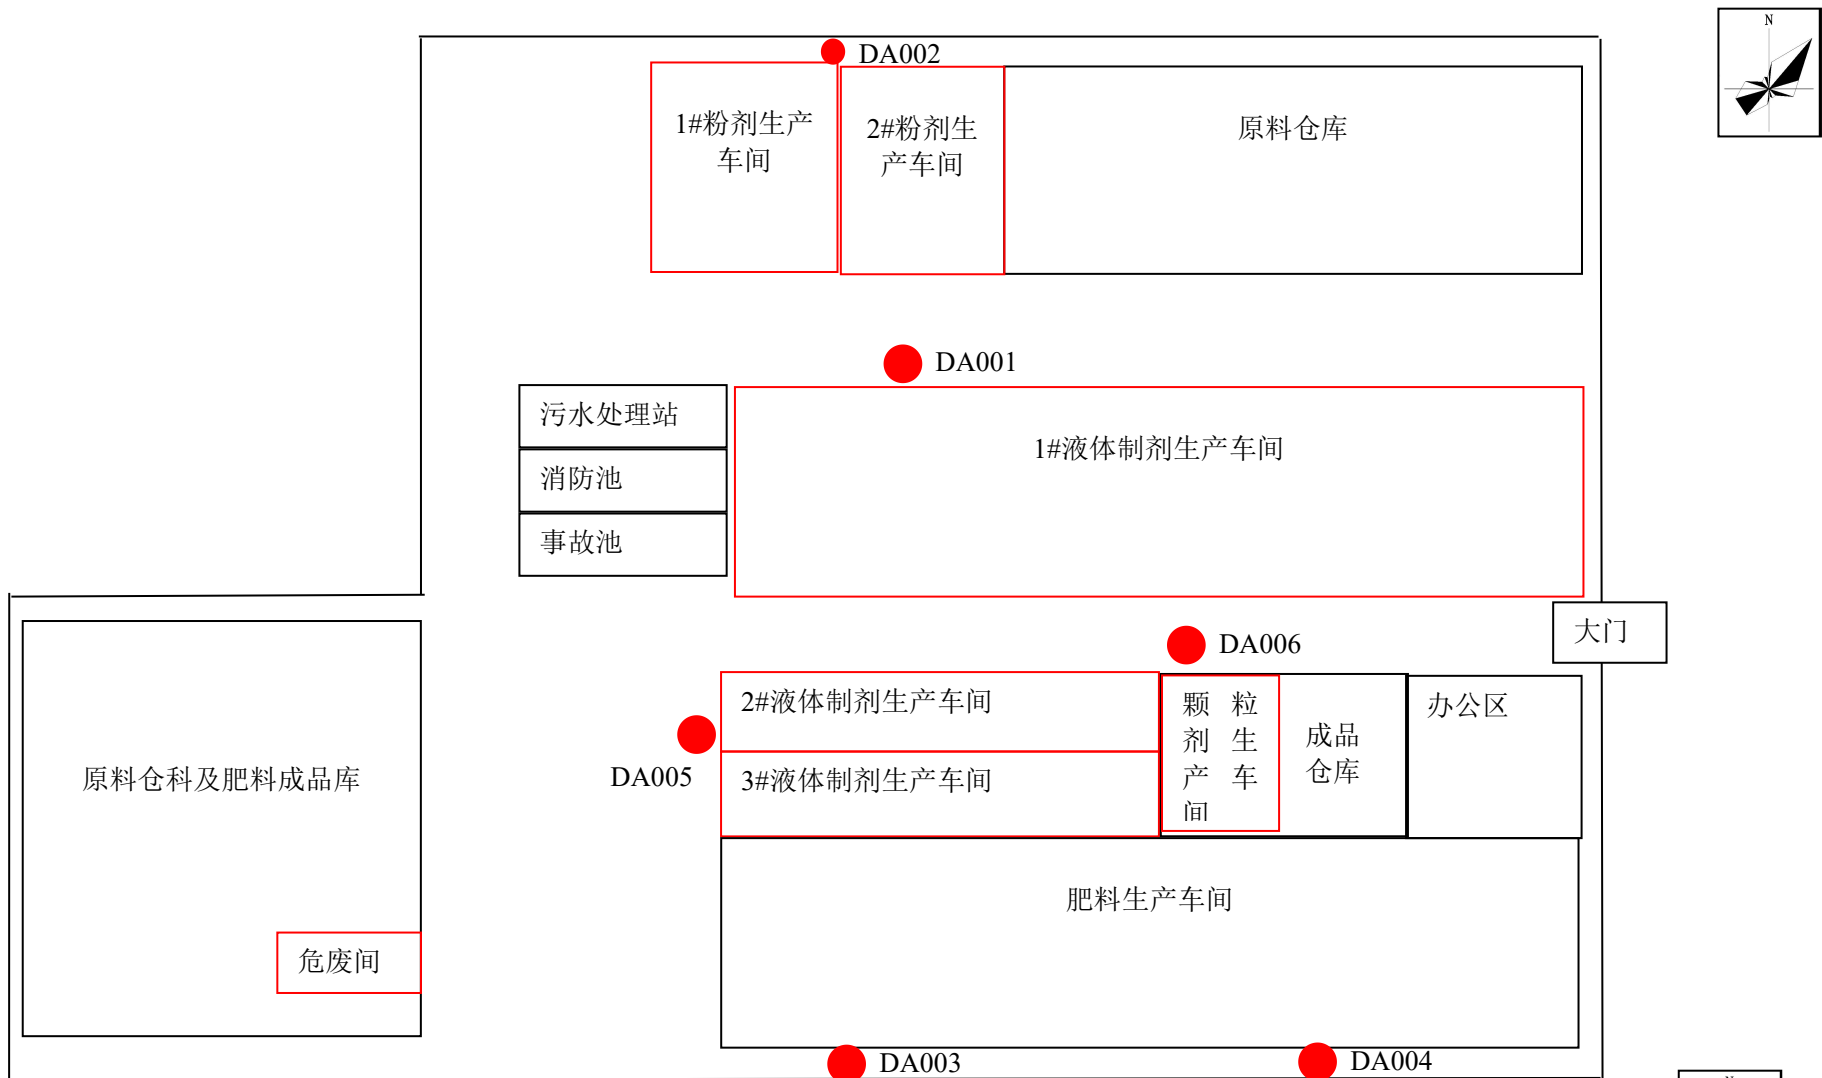 N
DA002
1#粉剂生产
车间
2#粉剂生
产车间
原料仓库
DA001
污水处理站
消防池
事故池
1#液体制剂生产车间
大门
DA006
2#液体制剂生产车间
颗粒
剂生
产车
间
成品
仓库
办公区
DA005
3#液体制剂生产车间
原料仓科及肥料成品库
肥料生产车间
危废间
DA003
DA004